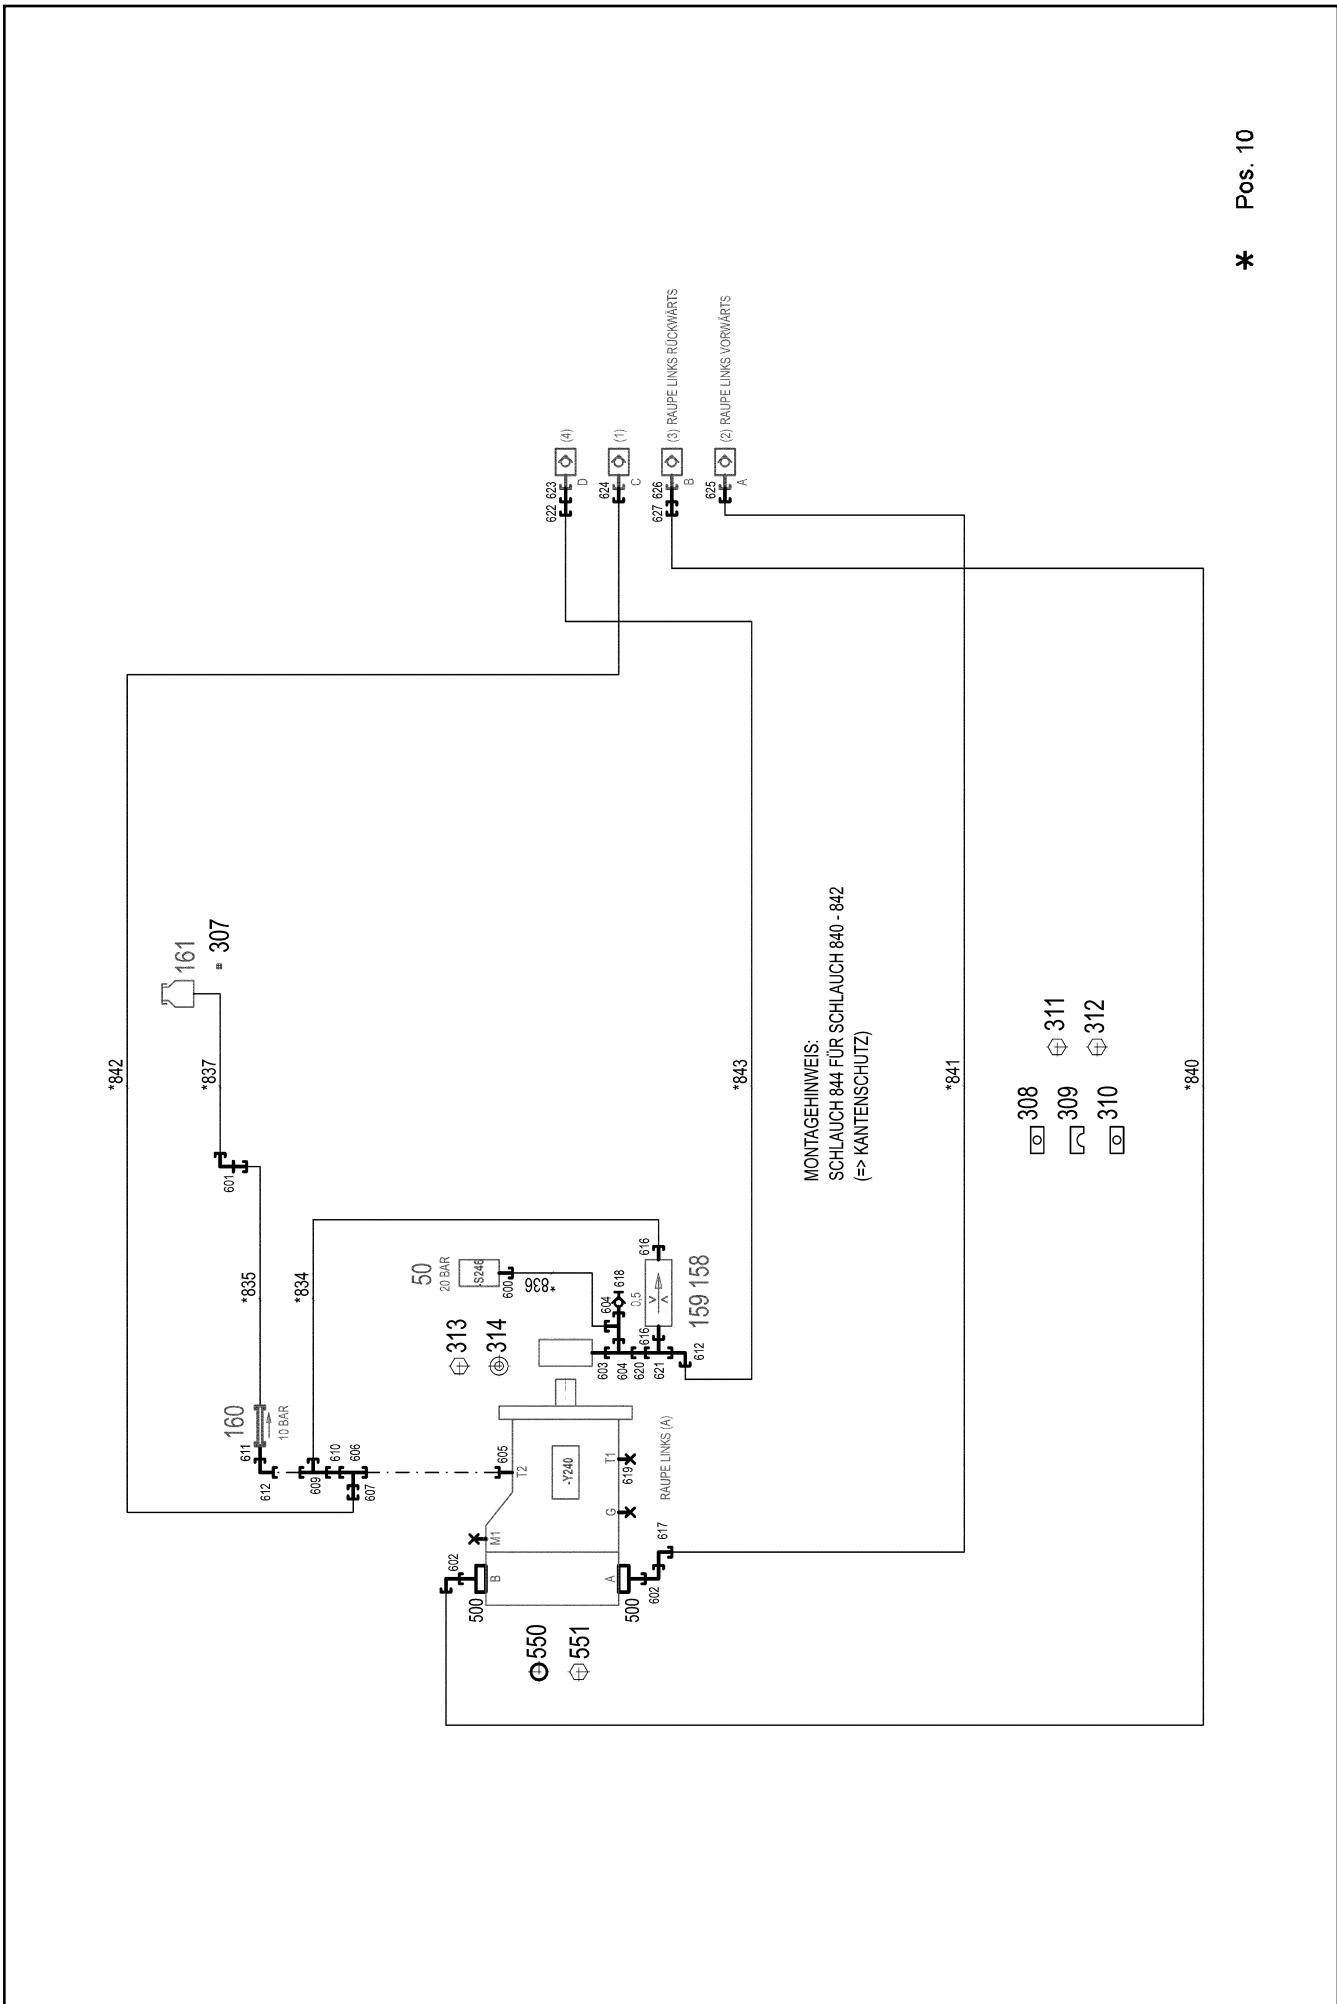 * Pos. 10
*842
*837
161
307
601
*835
*834
160
10 BAR
611
612
609
610
606
607
50
20 BAR
-S246
600
*836
313
314
603
604
604
618
620
616
616
621
612
0,5
159 158
*843
605
T2
-Y240
T1
619
G
M1
RAUPE LINKS (A)
602
B
500
A
500
602
617
550
551
622 623
D
(4)
624
C
(1)
627 626
B
(3) RAUPE LINKS RÜCKWÄRTS
625
A
(2) RAUPE LINKS VORWÄRTS
MONTAGEHINWEIS:
SCHLAUCH 844 FÜR SCHLAUCH 840 - 842
(=> KANTENSCHUTZ)
*841
308
309
310
311
312
*840